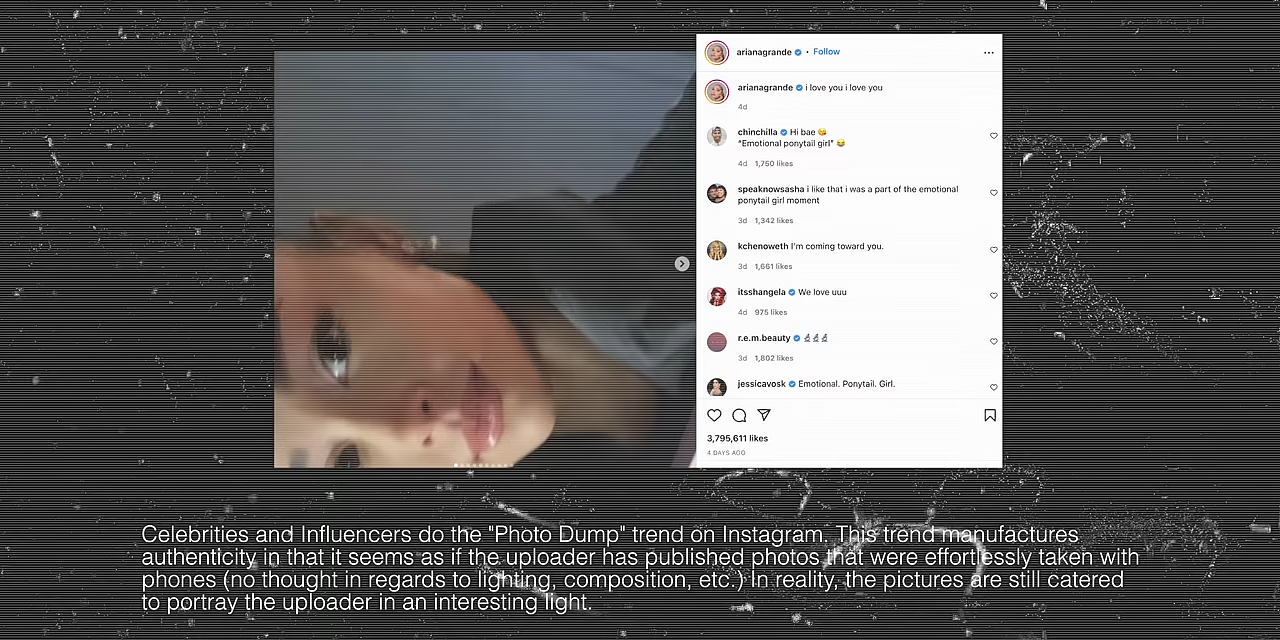 arianagrande • Follow
arianagrande i love you i love you
4d
chinchilla Hi bae 😘
"Emotional ponytail girl" 😂
4d 1,750 likes
speaknowsasha i like that i was a part of the emotional
ponytail girl moment
3d 1,342 likes
kchenoweth I'm coming toward you.
3d 1,661 likes
itsshangela We love uuu
4d 975 likes
r.e.m.beauty 🔬🔬🔬
3d 1,802 likes
jessicavosk Emotional. Ponytail. Girl.
3,795,611 likes
4 DAYS AGO
Celebrities and Influencers do the "Photo Dump" trend on Instagram. This trend manufactures
authenticity in that it seems as if the uploader has published photos that were effortlessly taken with
phones (no thought in regards to lighting, composition, etc.) In reality, the pictures are still catered
to portray the uploader in an interesting light.